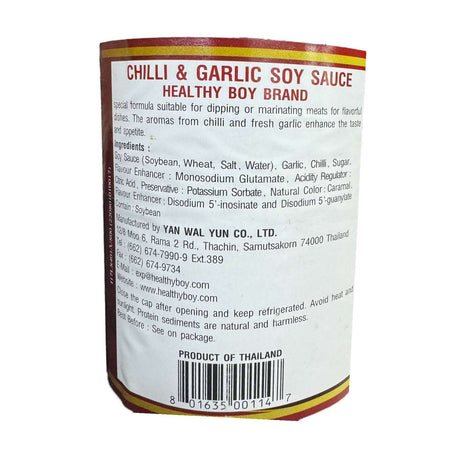 CHILLI & GARLIC SOY SAUCE
HEALTHY BOY BRAND
special formula suitable for dipping or marinating meats for flavorful
dishes. The aromas from chilli and fresh garlic enhance the taste
and appetite.
Ingredients :
Soy Sauce (Soybean, Wheat, Salt, Water), Garlic, Chilli, Sugar,
Flavour Enhancer : Monosodium Glutamate, Acidity Regulator :
Citric Acid, Preservative : Potassium Sorbate, Natural Color: Caramel,
Flavour Enhancer : Disodium 5'-inosinate and Disodium 5'-guanylate
Contain : Soybean
Manufactured by YAN WAL YUN CO., LTD.
12/8 Moo 6, Rama 2 Rd., Thachin, Samutsakorn 74000 Thailand
Tel : (662) 674-7990-9 Ext.389
Fax : (662) 674-9734
E-Mail : exp@healthyboy.com
Website : www.healthyboy.com
Close the cap after opening and keep refrigerated. Avoid heat and
sunlight. Protein sediments are natural and harmless.
Best Before : See on package.
PRODUCT OF THAILAND
8 01635 00114 7